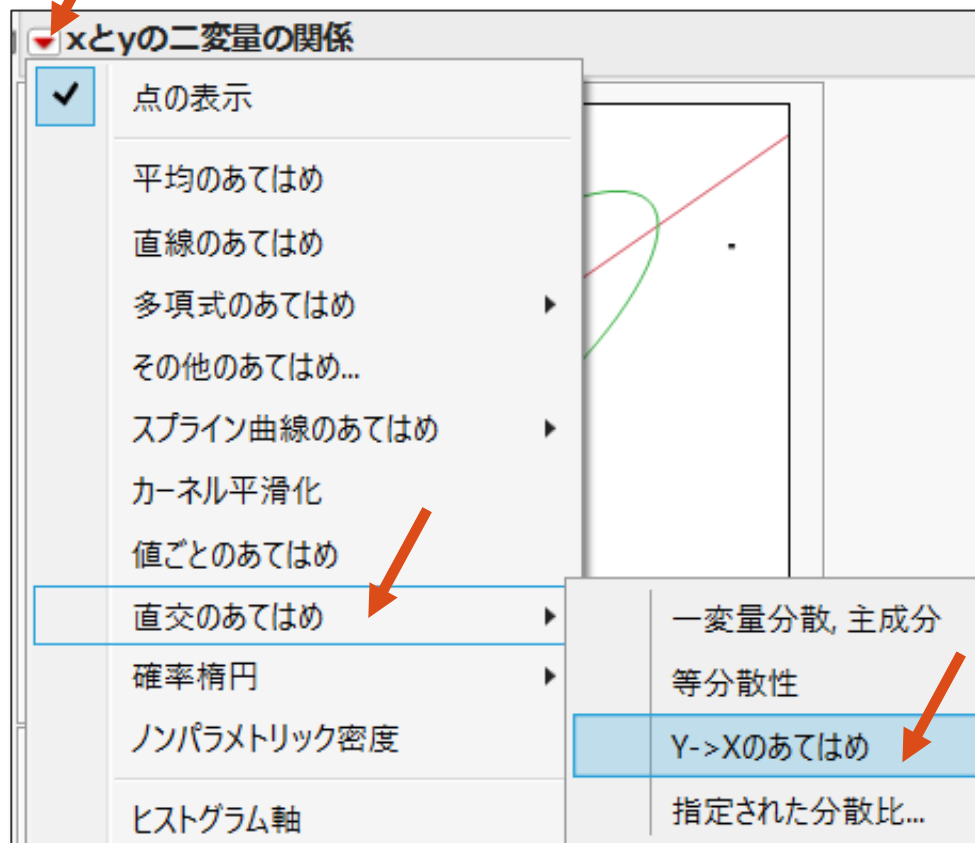 xとyの二変量の関係
点の表示
平均のあてはめ
直線のあてはめ
多項式のあてはめ
その他のあてはめ...
スプライン曲線のあてはめ
カーネル平滑化
値ごとのあてはめ
直交のあてはめ
確率楕円
ノンパラメトリック密度
ヒストグラム軸
一変量分散, 主成分
等分散性
Y->Xのあてはめ
指定された分散比...